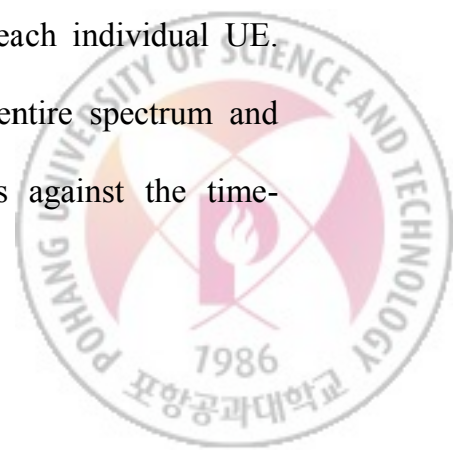 each individual UE.
entire spectrum and
s against the time-
POHANG UNIVERSITY OF SCIENCE AND TECHNOLOGY
1986
포항공과대학교